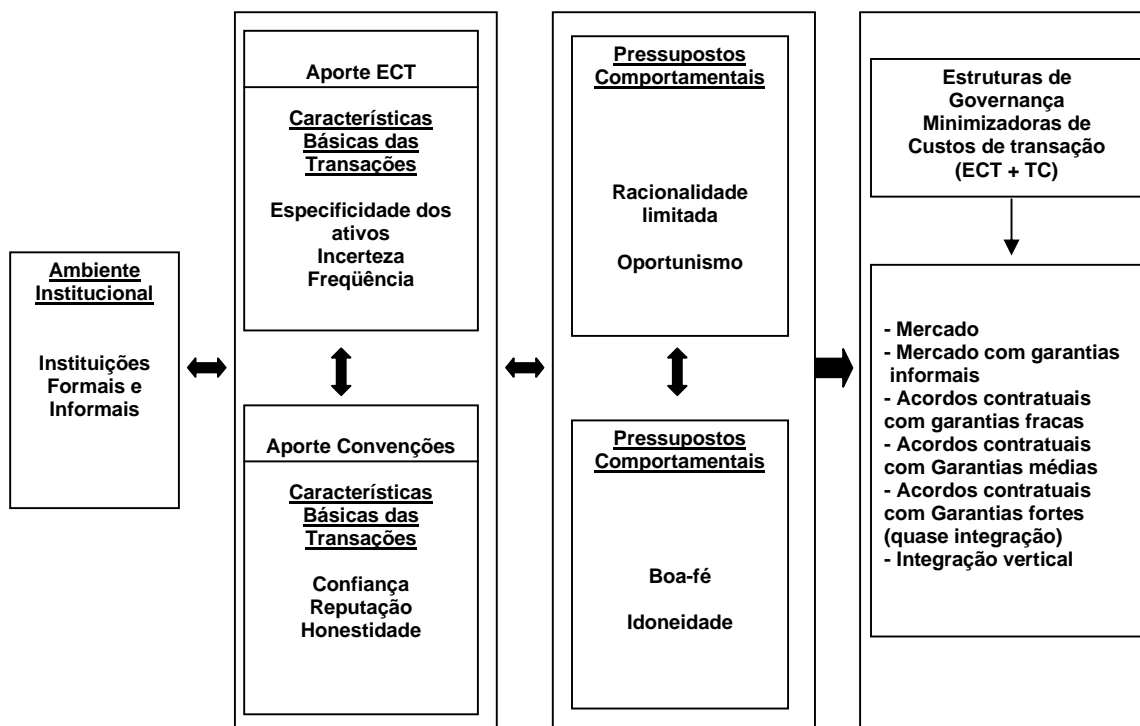 Ambiente
Institucional
Instituições
Formais e
Informais
Aporte ECT
Características
Básicas das
Transações
Especificidade dos
ativos
Incerteza
Freqüência
Aporte Convenções
Características
Básicas das
Transações
Confiança
Reputação
Honestidade
Pressupostos
Comportamentais
Racionalidade
limitada
Oportunismo
Pressupostos
Comportamentais
Boa-fé
Idoneidade
Estruturas de
Governança
Minimizadoras de
Custos de transação
(ECT + TC)
- Mercado
- Mercado com garantias
informais
- Acordos contratuais
com garantias fracas
- Acordos contratuais
com Garantias médias
- Acordos contratuais
com Garantias fortes
(quase integração)
- Integração vertical